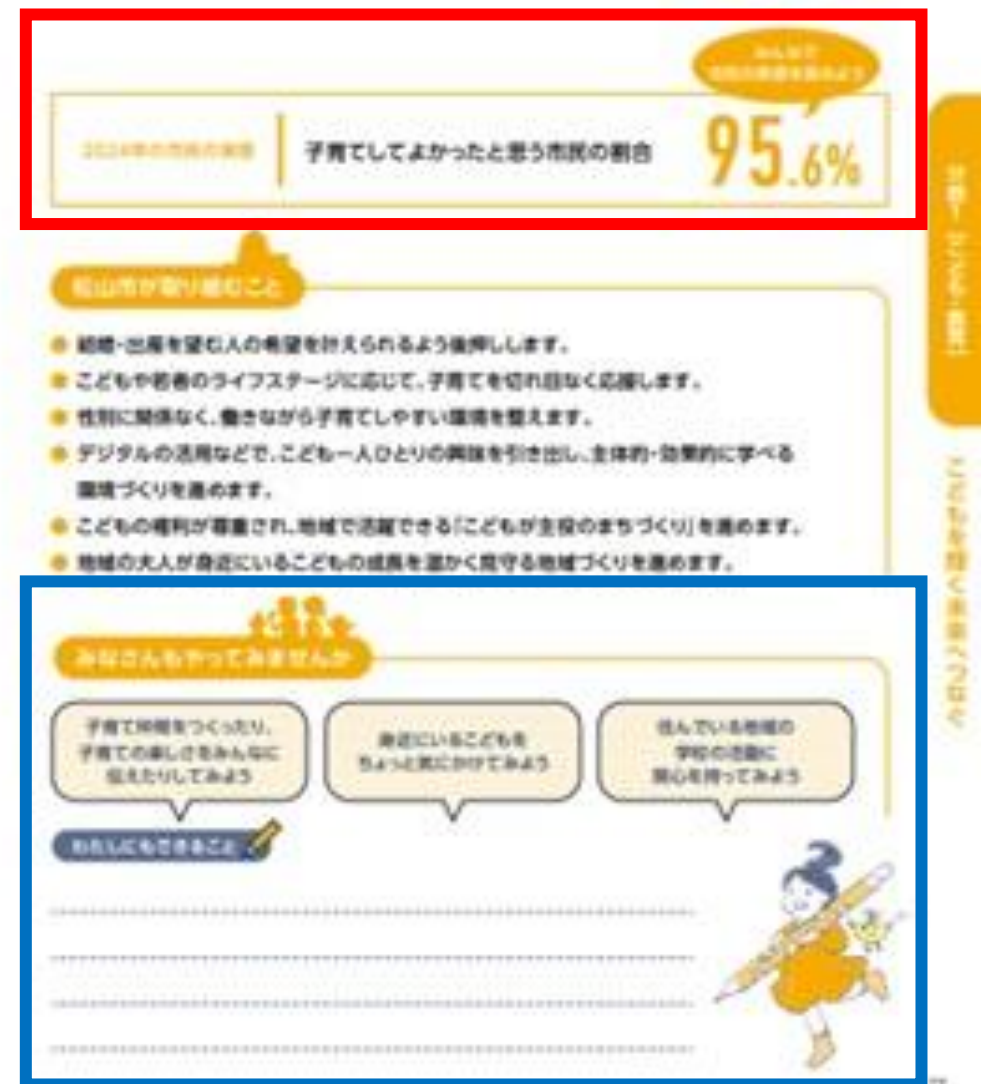 みんなで
2024年の市民の実感
子育てしてよかったと思う市民の割合
95.6%
松山市が取り組むこと
結婚・出産を望む人の希望を叶えられるよう後押しします。
こどもや若者のライフステージに応じて、子育てを切れ目なく応援します。
性別に関係なく、働きながら子育てしやすい環境を整えます。
デジタルの活用などで、こども一人ひとりの興味を引き出し、主体的・効果的に学べる
環境づくりを進めます。
こどもの権利が尊重され、地域で活躍できる「こどもが主役のまちづくり」を進めます。
地域の大人が身近にいるこどもの成長を温かく見守る地域づくりを進めます。
みなさんもやってみませんか
子育て仲間をつくったり、
子育ての楽しさをみんなに
伝えたりしてみよう
身近にいるこどもを
ちょっと気にかけてみよう
住んでいる地域の
学校の活動に
関心を持ってみよう
わたしにもできること